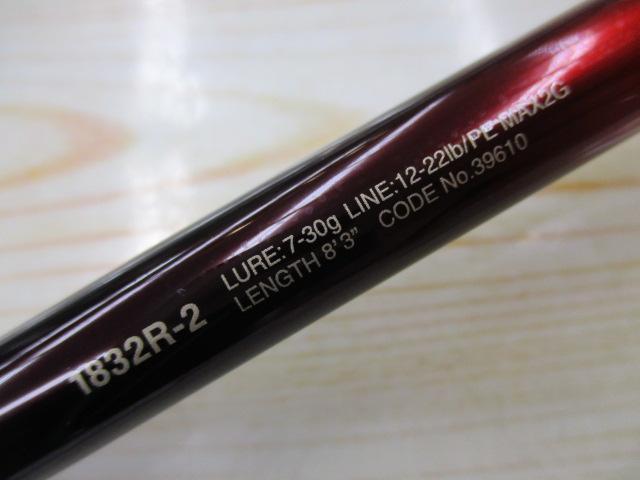 1832R-2
LURE:7-30g LINE:12-22lb/PE MAX2G
LENGTH 8'3" CODE No.39610